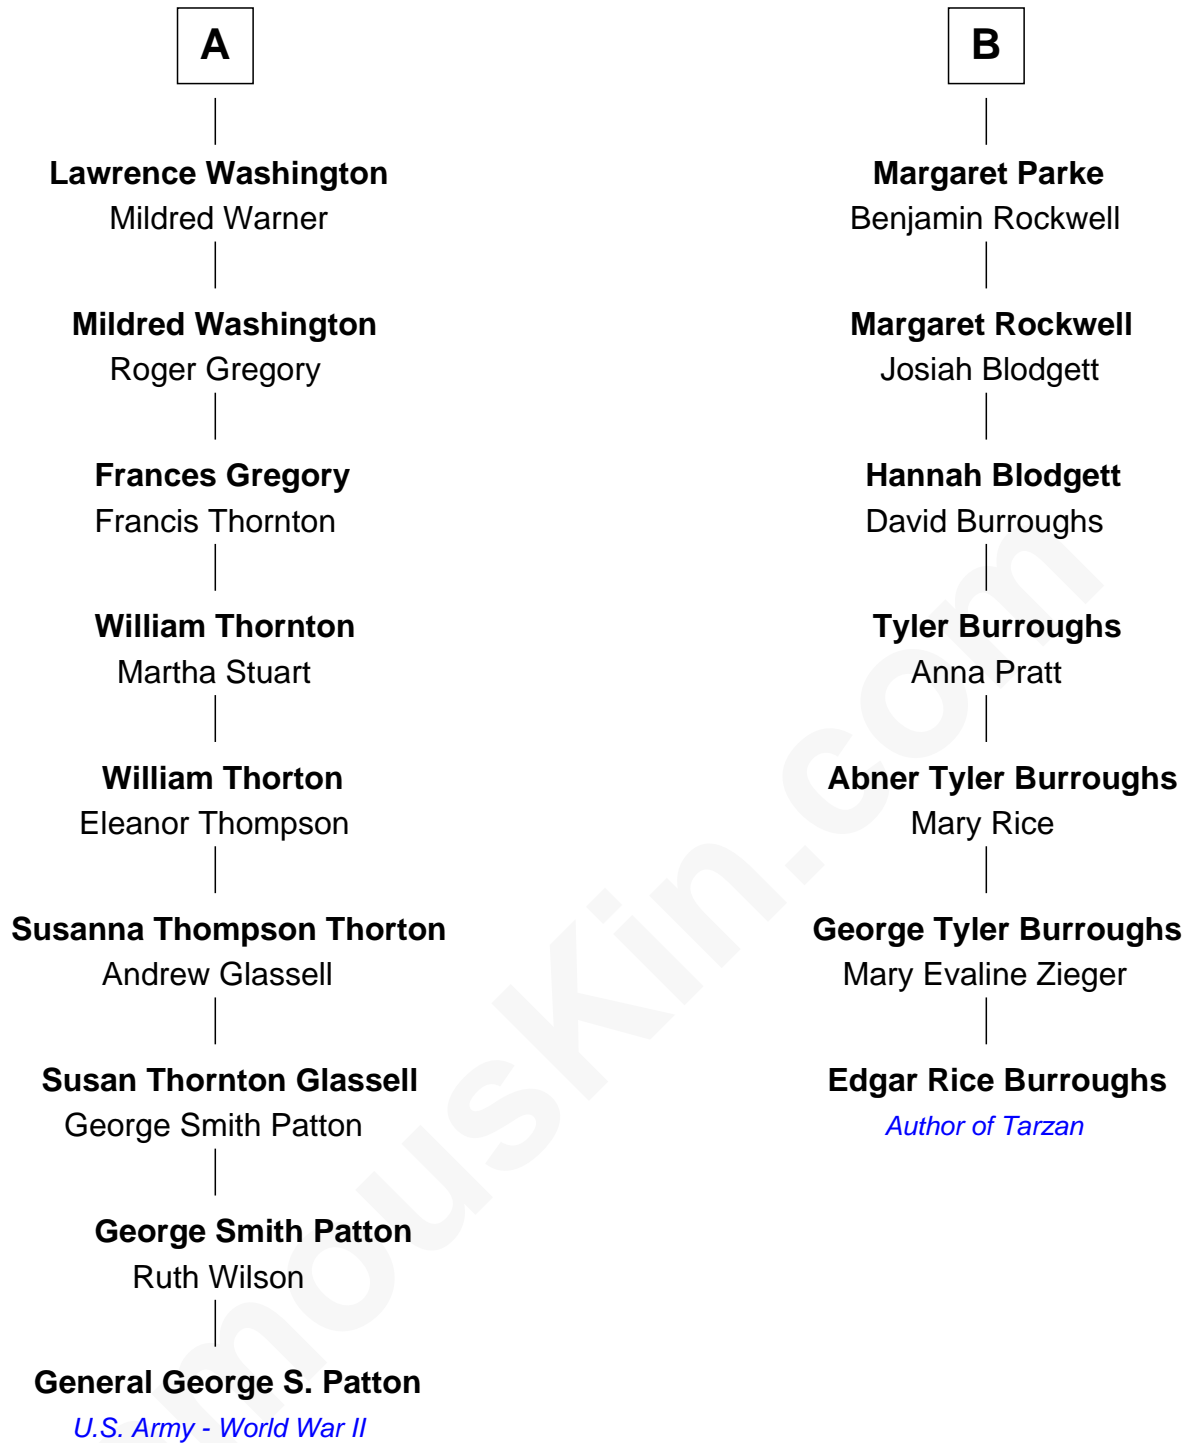 A
Lawrence Washington
Mildred Warner
Mildred Washington
Roger Gregory
Frances Gregory
Francis Thornton
William Thornton
Martha Stuart
William Thorton
Eleanor Thompson
Susanna Thompson Thorton
Andrew Glassell
Susan Thornton Glassell
George Smith Patton
George Smith Patton
Ruth Wilson
General George S. Patton
U.S. Army - World War II
B
Margaret Parke
Benjamin Rockwell
Margaret Rockwell
Josiah Blodgett
Hannah Blodgett
David Burroughs
Tyler Burroughs
Anna Pratt
Abner Tyler Burroughs
Mary Rice
George Tyler Burroughs
Mary Evaline Zieger
Edgar Rice Burroughs
Author of Tarzan
mouskin.com